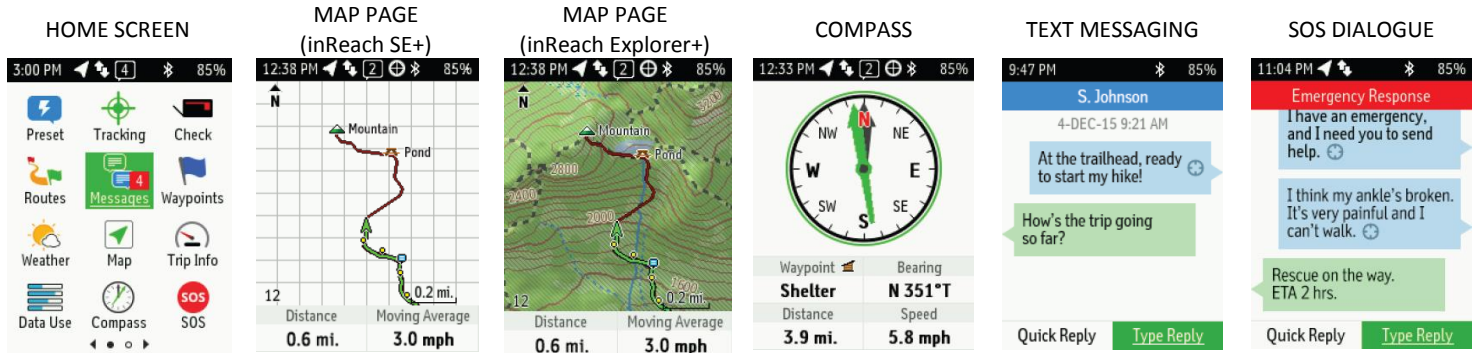 HOME SCREEN
3:00 PM 4 85%
Preset Tracking Check
4
Routes Messages Waypoints
Weather Map Trip Info
SOS
Data Use Compass SOS
MAP PAGE
(inReach SE+)
12:38 PM 2 85%
N
Mountain
Pond
12 0.2 mi.
Distance Moving Average
0.6 mi. 3.0 mph
MAP PAGE
(inReach Explorer+)
12:38 PM 2 85%
N
3200
Mountain
Pond
2800
2400
2000
1600
12 0.2 mi.
Distance Moving Average
0.6 mi. 3.0 mph
COMPASS
12:33 PM 2 85%
N
NW NE
W E
SW SE
S
Waypoint Bearing
Shelter N 351°T
Distance Speed
3.9 mi. 5.8 mph
TEXT MESSAGING
9:47 PM 85%
S. Johnson
4-DEC-15 9:21 AM
At the trailhead, ready
to start my hike!
How's the trip going
so far?
Quick Reply Type Reply
SOS DIALOGUE
11:04 PM 85%
Emergency Response
I have an emergency,
and I need you to send
help.
I think my ankle's broken.
It's very painful and I
can't walk.
Rescue on the way.
ETA 2 hrs.
Quick Reply Type Reply